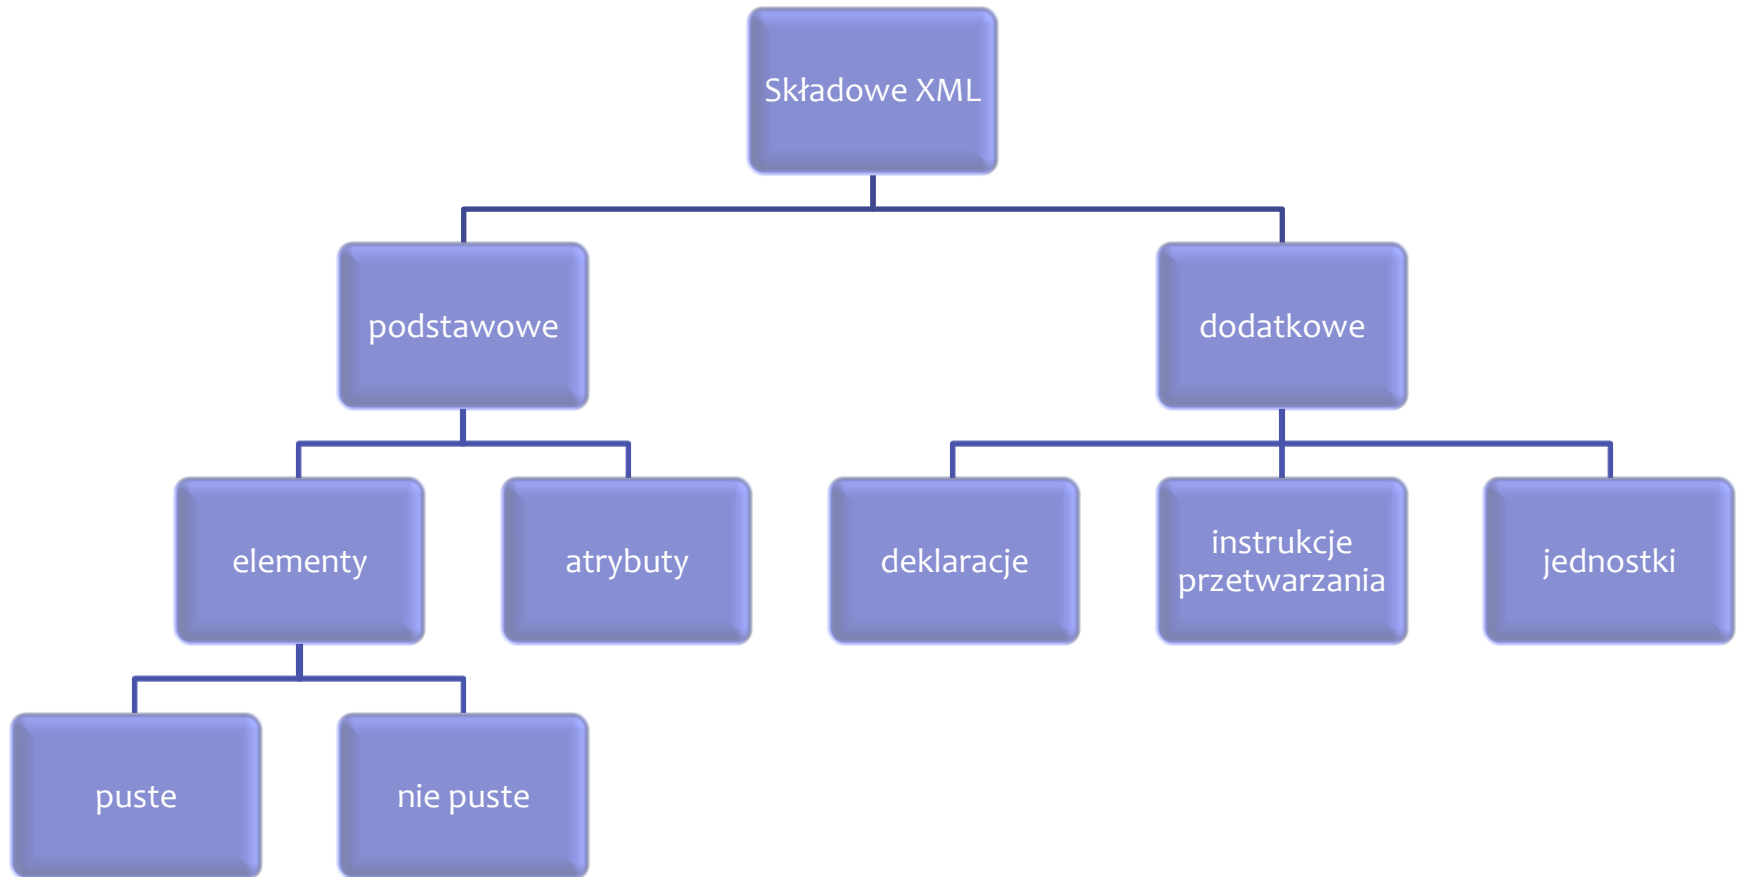 Składowe XML
podstawowe
dodatkowe
elementy
atrybuty
deklaracje
instrukcje
przetwarzania
jednostki
puste
nie puste